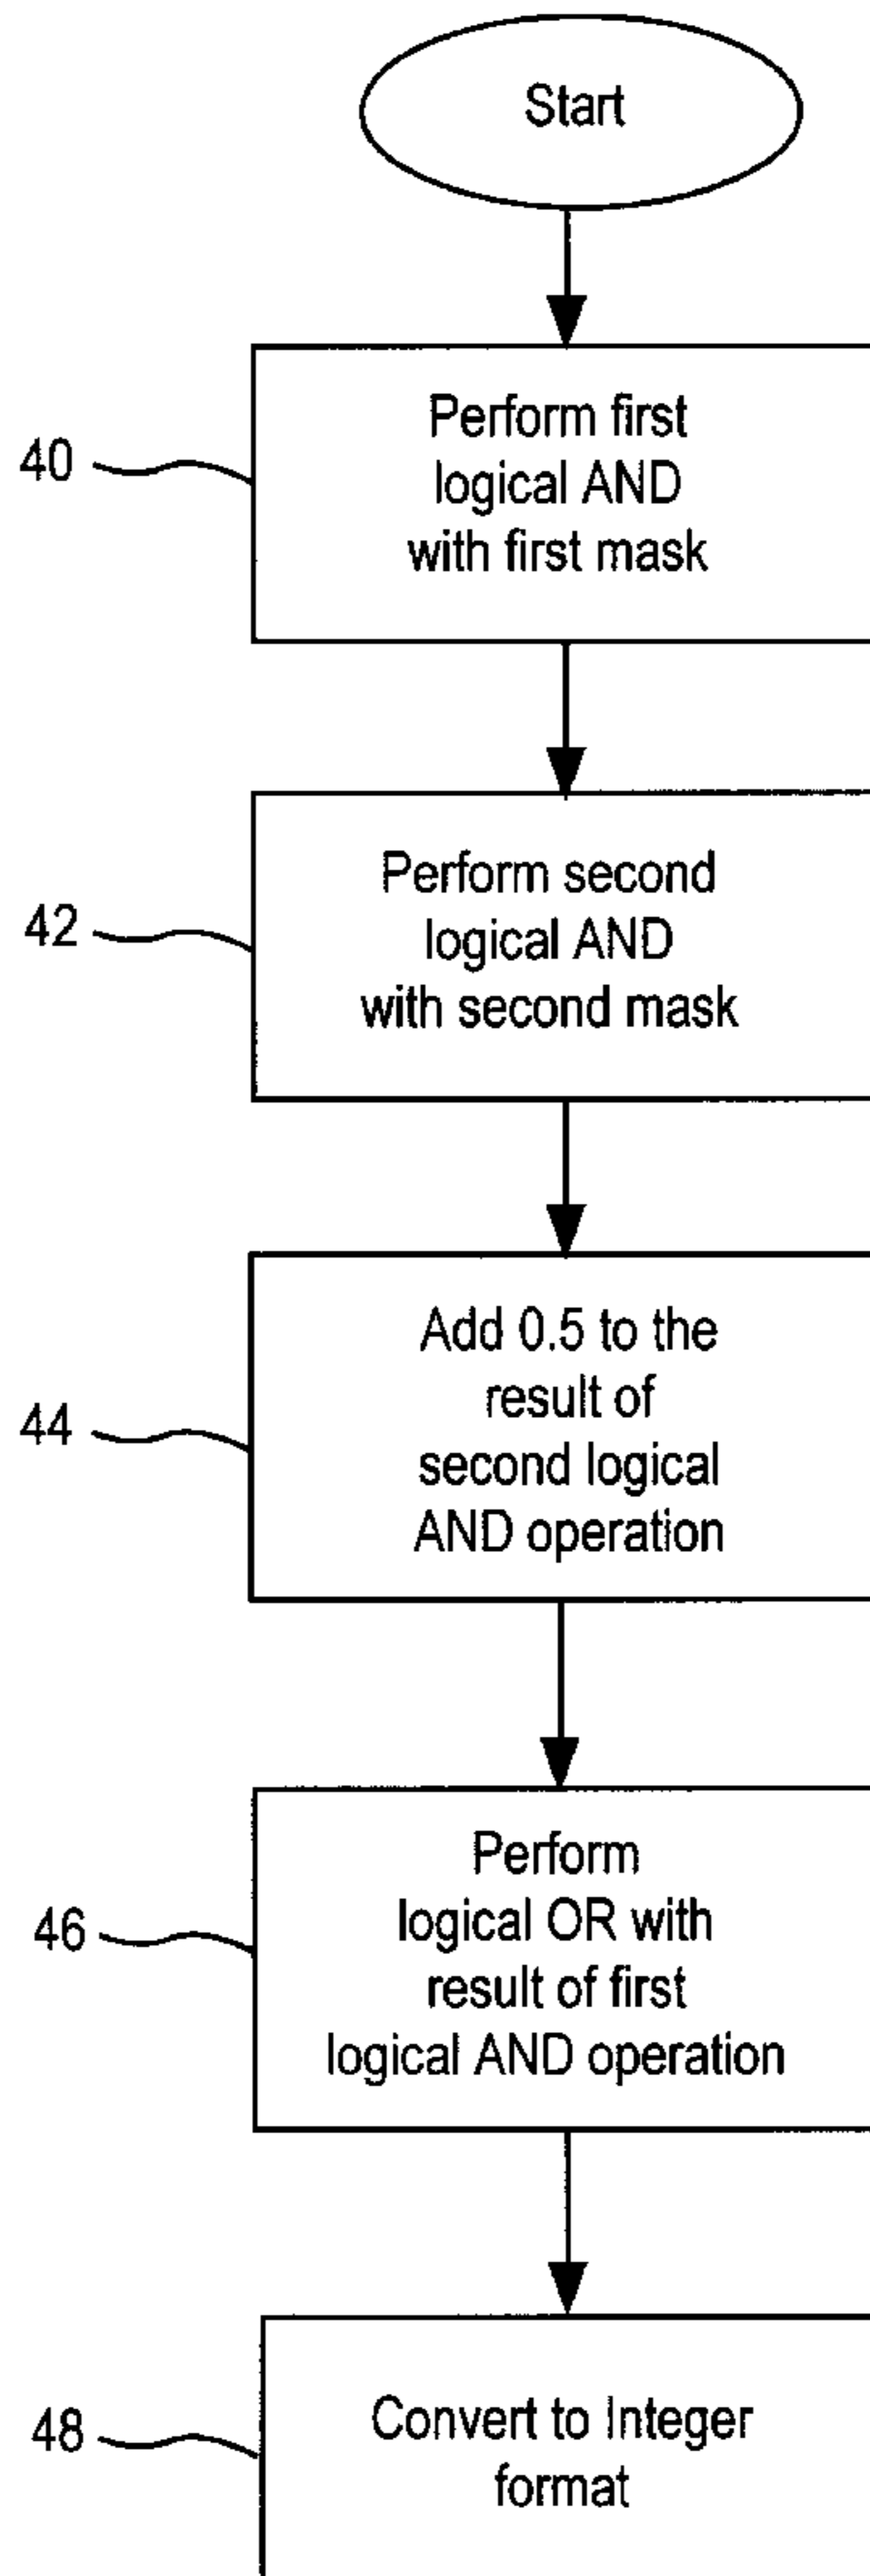 Start
40
Perform first
logical AND
with first mask
42
Perform second
logical AND
with second mask
44
Add 0.5 to the
result of
second logical
AND operation
46
Perform
logical OR with
result of first
logical AND operation
48
Convert to Integer
format